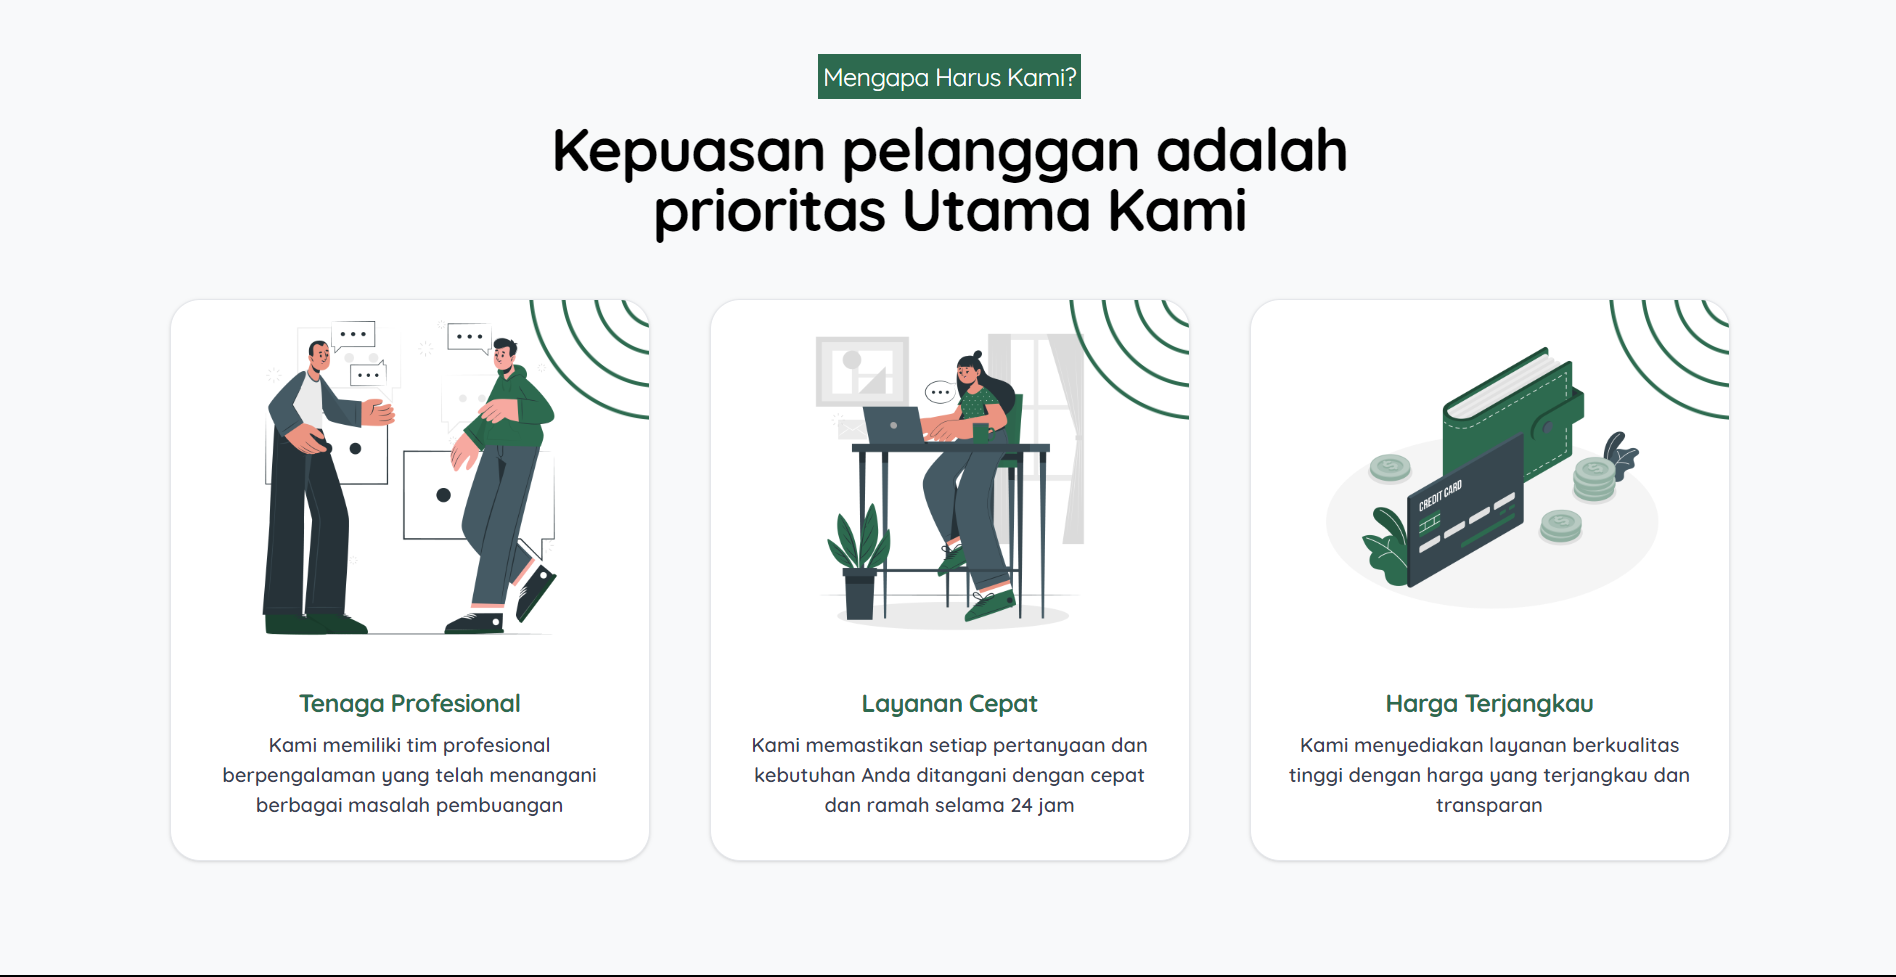 Mengapa Harus Kami?
Kepuasan pelanggan adalah
prioritas Utama Kami
CREDIT CARD
Tenaga Profesional
Kami memiliki tim profesional
berpengalaman yang telah menangani
berbagai masalah pembuangan
Layanan Cepat
Kami memastikan setiap pertanyaan dan
kebutuhan Anda ditangani dengan cepat
dan ramah selama 24 jam
Harga Terjangkau
Kami menyediakan layanan berkualitas
tinggi dengan harga yang terjangkau dan
transparan